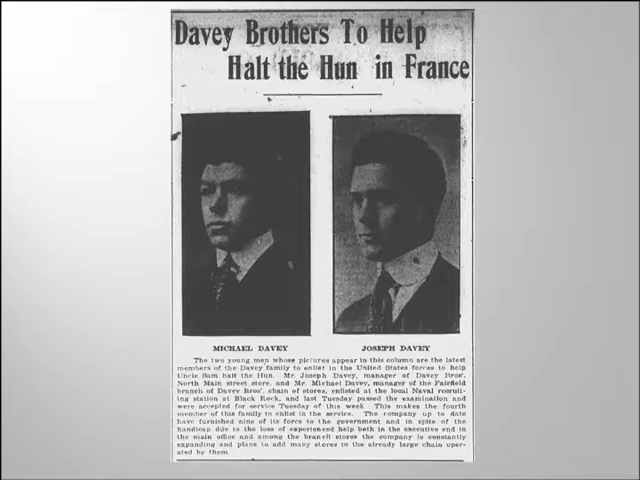 Davey Brothers To Help
Halt the Hun in France
MICHAEL DAVEY
JOSEPH DAVEY
The two young men whose pictures appear in this column are the latest
members of the Davey family to enlist in the United States forces to help
Uncle Sam halt the Hun. Mr. Joseph Davey, manager of Davey Bros',
North Main street store, and Mr. Michael Davey, manager of the Fairfield
branch of Davey Bros', chain of stores, enlisted at the local Naval recruit-
ing station at Black Rock, and last Tuesday passed the examination and
were accepted for service Tuesday of this week. This makes the fourth
member of this family to enlist in the service. The company up to date
have furnished nine of its force to the government and in spite of the
handicap due to the loss of experienced help both in the executive end in
the main office and among the branch stores the company is constantly
expanding and plans to add many stores to the already large chain oper-
ated by them.